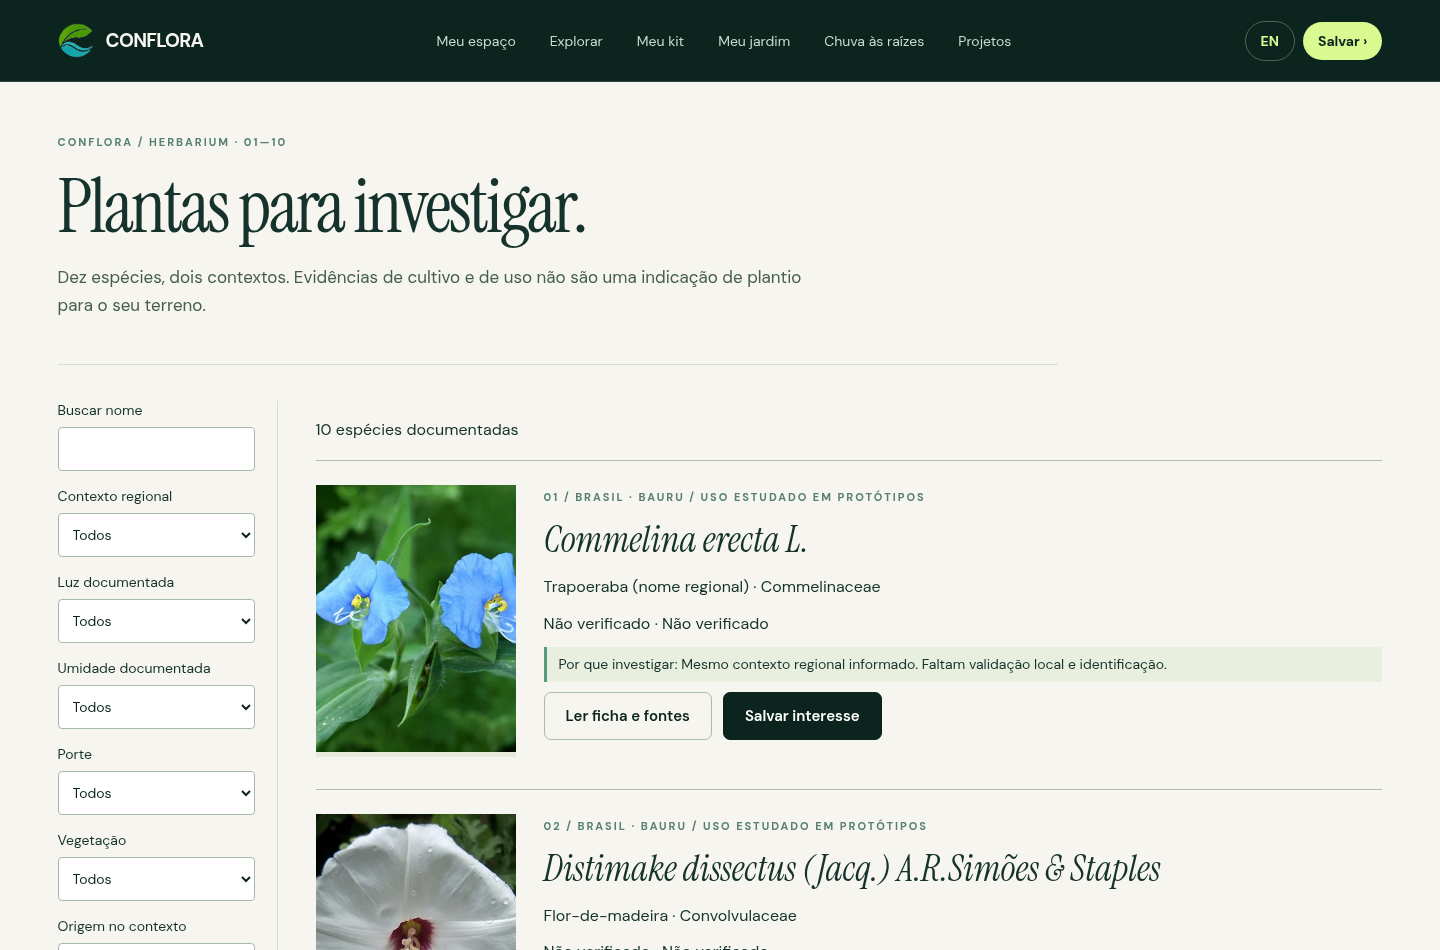 CONFLORA
Meu espaço
Explorar
Meu kit
Meu jardim
Chuva às raízes
Projetos
EN
Salvar ›
CONFLORA / HERBARIUM · 01—10
Plantas para investigar.
Dez espécies, dois contextos. Evidências de cultivo e de uso não são uma indicação de plantio
para o seu terreno.
Buscar nome
Contexto regional
Todos
Luz documentada
Todos
Umidade documentada
Todos
Porte
Todos
Vegetação
Todos
Origem no contexto
10 espécies documentadas
01 / BRASIL · BAURU / USO ESTUDADO EM PROTÓTIPOS
Commelina erecta L.
Trapoeraba (nome regional) · Commelinaceae
Não verificado · Não verificado
Por que investigar: Mesmo contexto regional informado. Faltam validação local e identificação.
Ler ficha e fontes
Salvar interesse
02 / BRASIL · BAURU / USO ESTUDADO EM PROTÓTIPOS
Distimake dissectus (Jacq.) A.R.Simões & Staples
Flor-de-madeira · Convolvulaceae
Não verificado · Não verificado